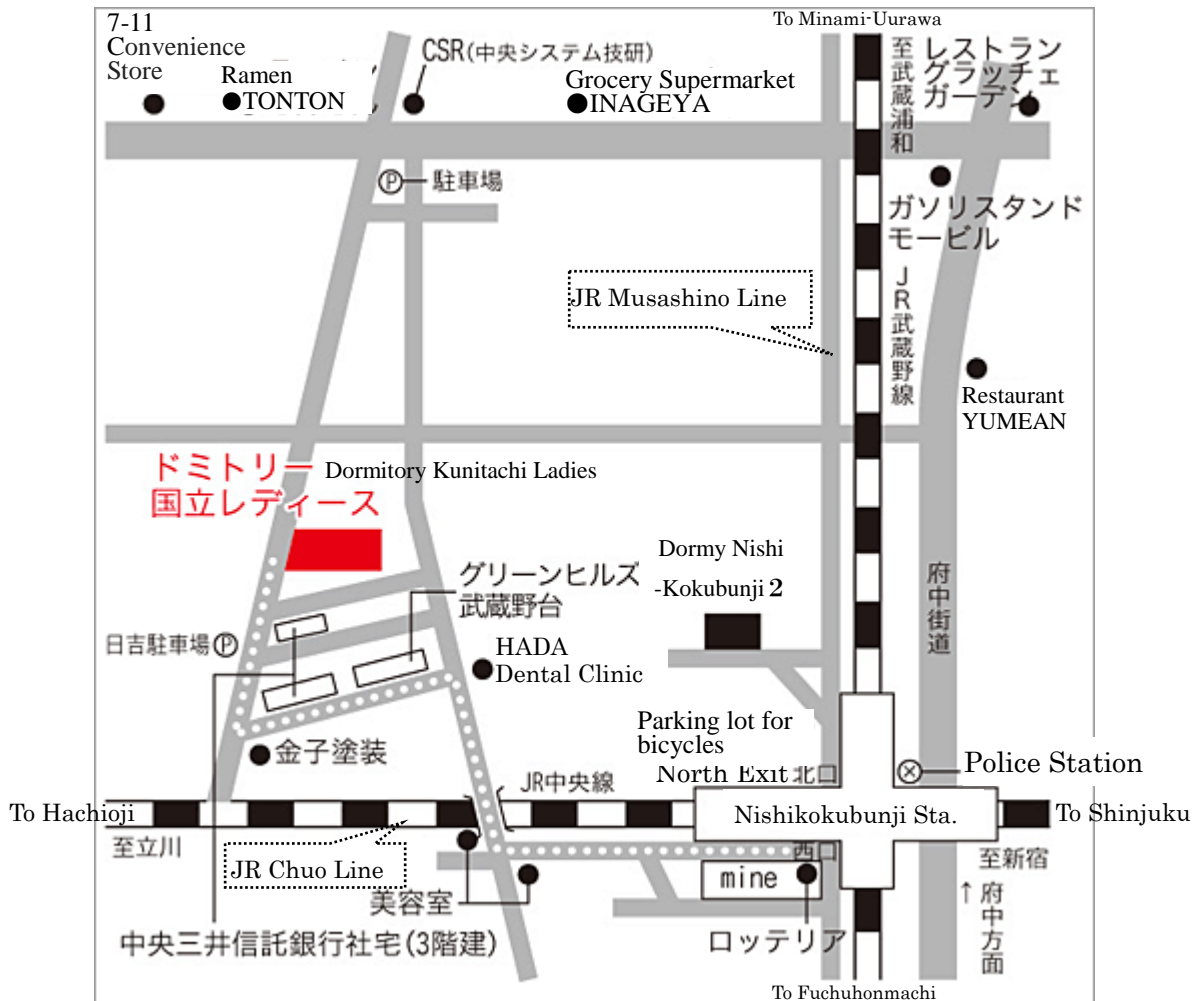 7-11
Convenience
Store
Ramen
●TONTON
CSR(中央システム技研)
Grocery Supermarket
●INAGEYA
To Minami-Uurawa
至武蔵浦和
レストラン
グラッチェ
ガーデン
Ⓟ 駐車場
ガソリスタンド
モービル
JR Musashino Line
JR武蔵野線
Restaurant
YUMEAN
ドミトリー
国立レディース
Dormitory Kunitachi Ladies
グリーンヒルズ
武蔵野台
Dormy Nishi
-Kokubunji 2
府中街道
日吉駐車場Ⓟ
HADA
Dental Clinic
Parking lot for
bicycles
North Exit 北口
金子塗装
Police Station
JR中央線
To Hachioji
至立川
Nishikokubunji Sta.
To Shinjuku
至新宿
JR Chuo Line
西口
mine
美容室
ロッテリア
↑府中方面
中央三井信託銀行社宅(3階建)
To Fuchuhonmachi